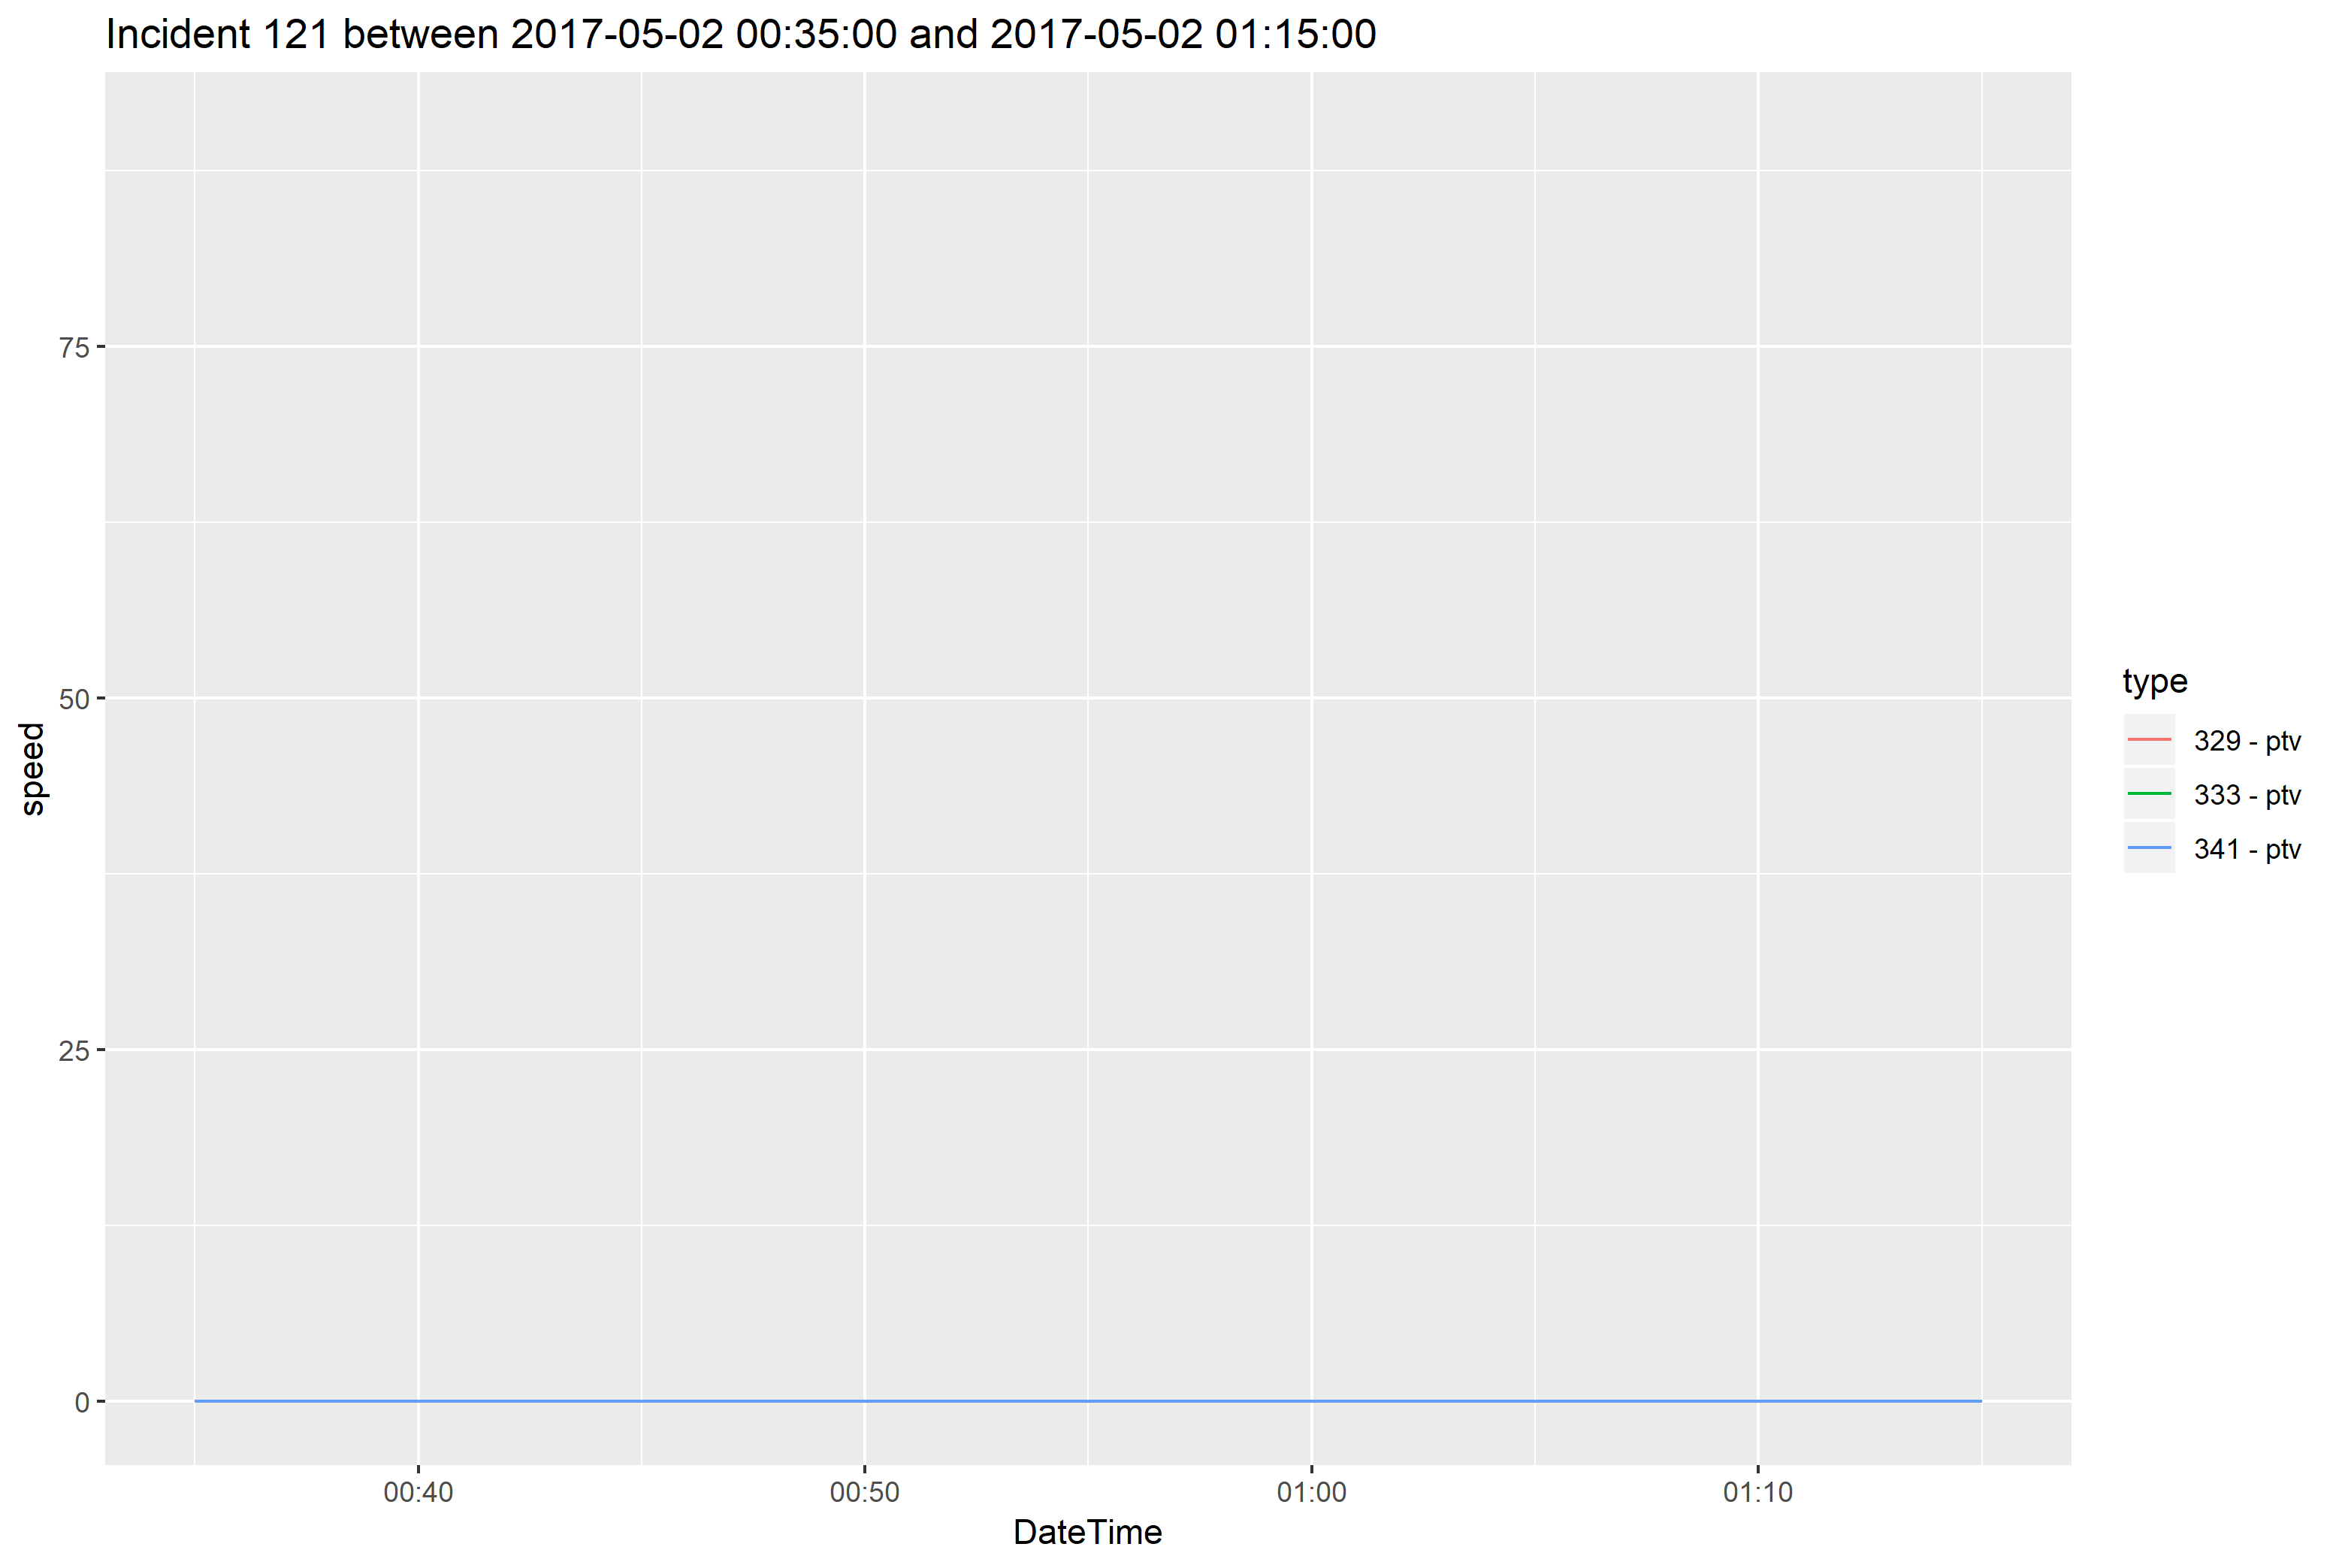 Incident 121 between 2017-05-02 00:35:00 and 2017-05-02 01:15:00
75
50
25
0
speed
00:40 00:50 01:00 01:10
DateTime
type
329 - ptv
333 - ptv
341 - ptv